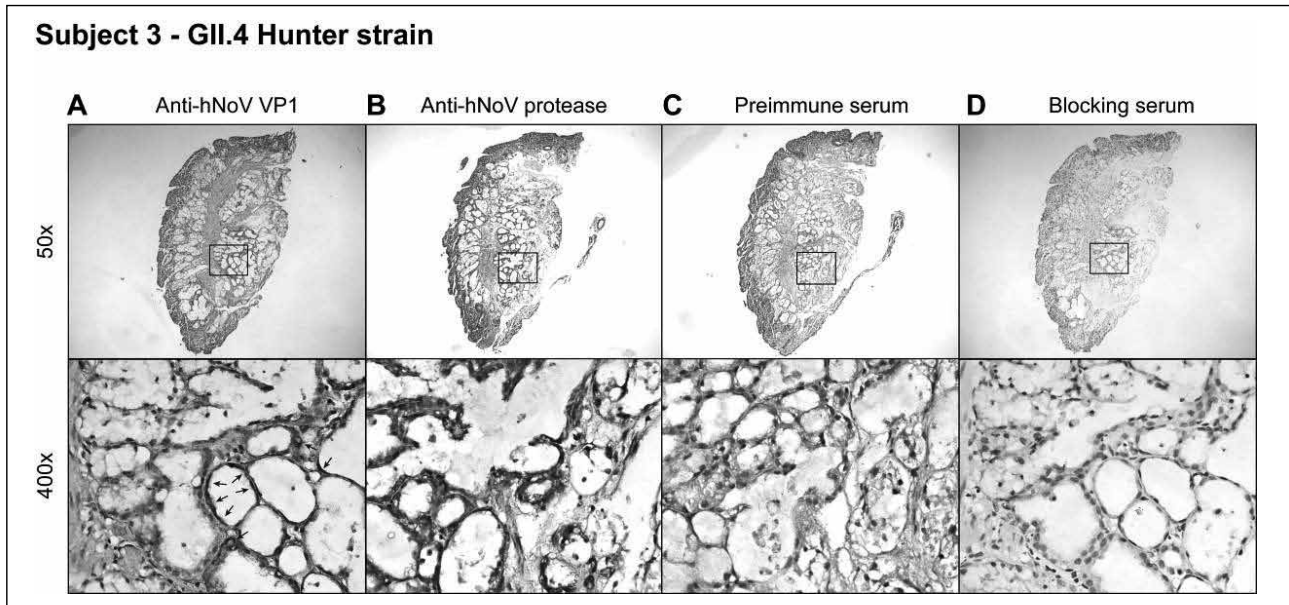 Subject 3 - GII.4 Hunter strain
A Anti-hNoV VP1 B Anti-hNoV protease C Preimmune serum D Blocking serum
50x
400x